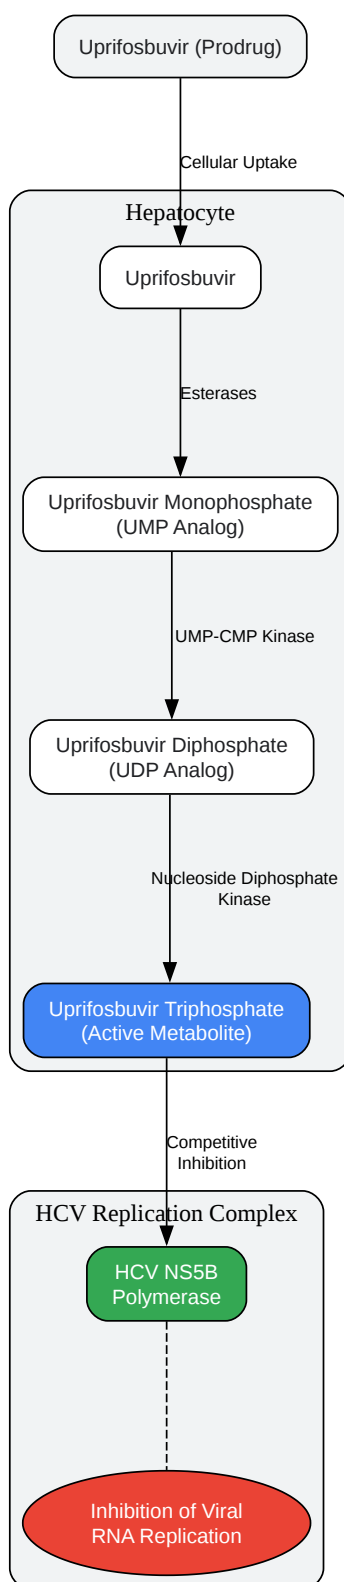 Uprifosbuvir (Prodrug)
Cellular Uptake
Hepatocyte
Uprifosbuvir
Esterases
Uprifosbuvir Monophosphate
(UMP Analog)
UMP-CMP Kinase
Uprifosbuvir Diphosphate
(UDP Analog)
Nucleoside Diphosphate
Kinase
Uprifosbuvir Triphosphate
(Active Metabolite)
Competitive
Inhibition
HCV Replication Complex
HCV NS5B
Polymerase
Inhibition of Viral
RNA Replication